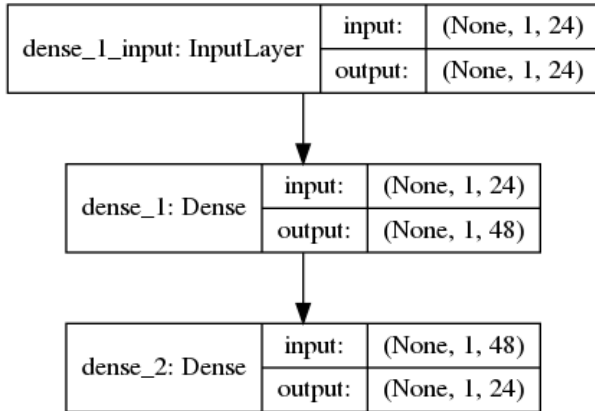 dense_1_input: InputLayer
input: (None, 1, 24)
output: (None, 1, 24)
dense_1: Dense
input: (None, 1, 24)
output: (None, 1, 48)
dense_2: Dense
input: (None, 1, 48)
output: (None, 1, 24)